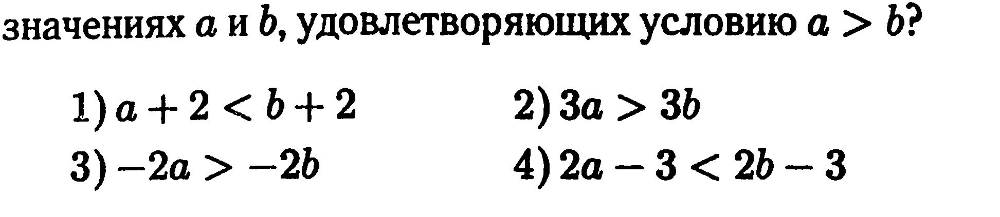 значениях a и b, удовлетворяющих условию a > b?
1) a + 2 < b + 2 2) 3a > 3b
3) −2a > −2b 4) 2a − 3 < 2b − 3